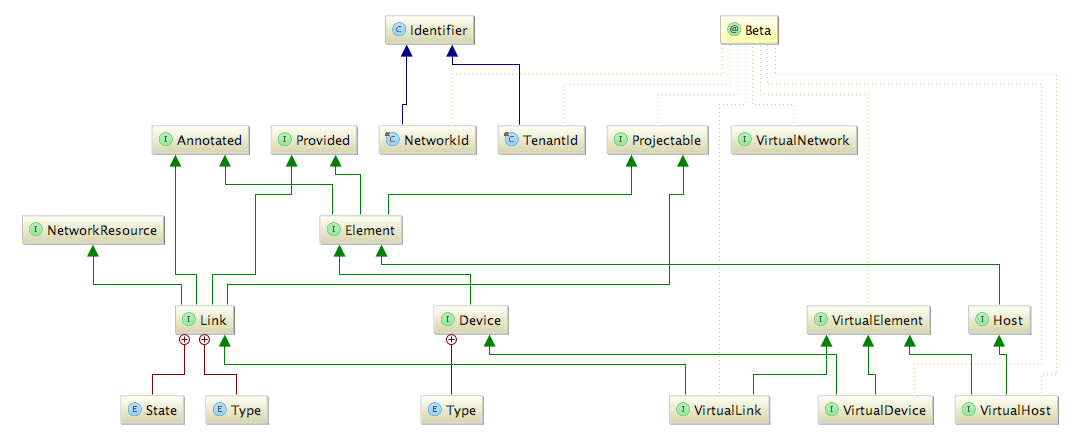 C Identifier
@ Beta
I Annotated
I Provided
C NetworkId
C TenantId
I Projectable
I VirtualNetwork
I NetworkResource
I Element
I Link
I Device
I VirtualElement
I Host
E State
E Type
E Type
I VirtualLink
I VirtualDevice
I VirtualHost